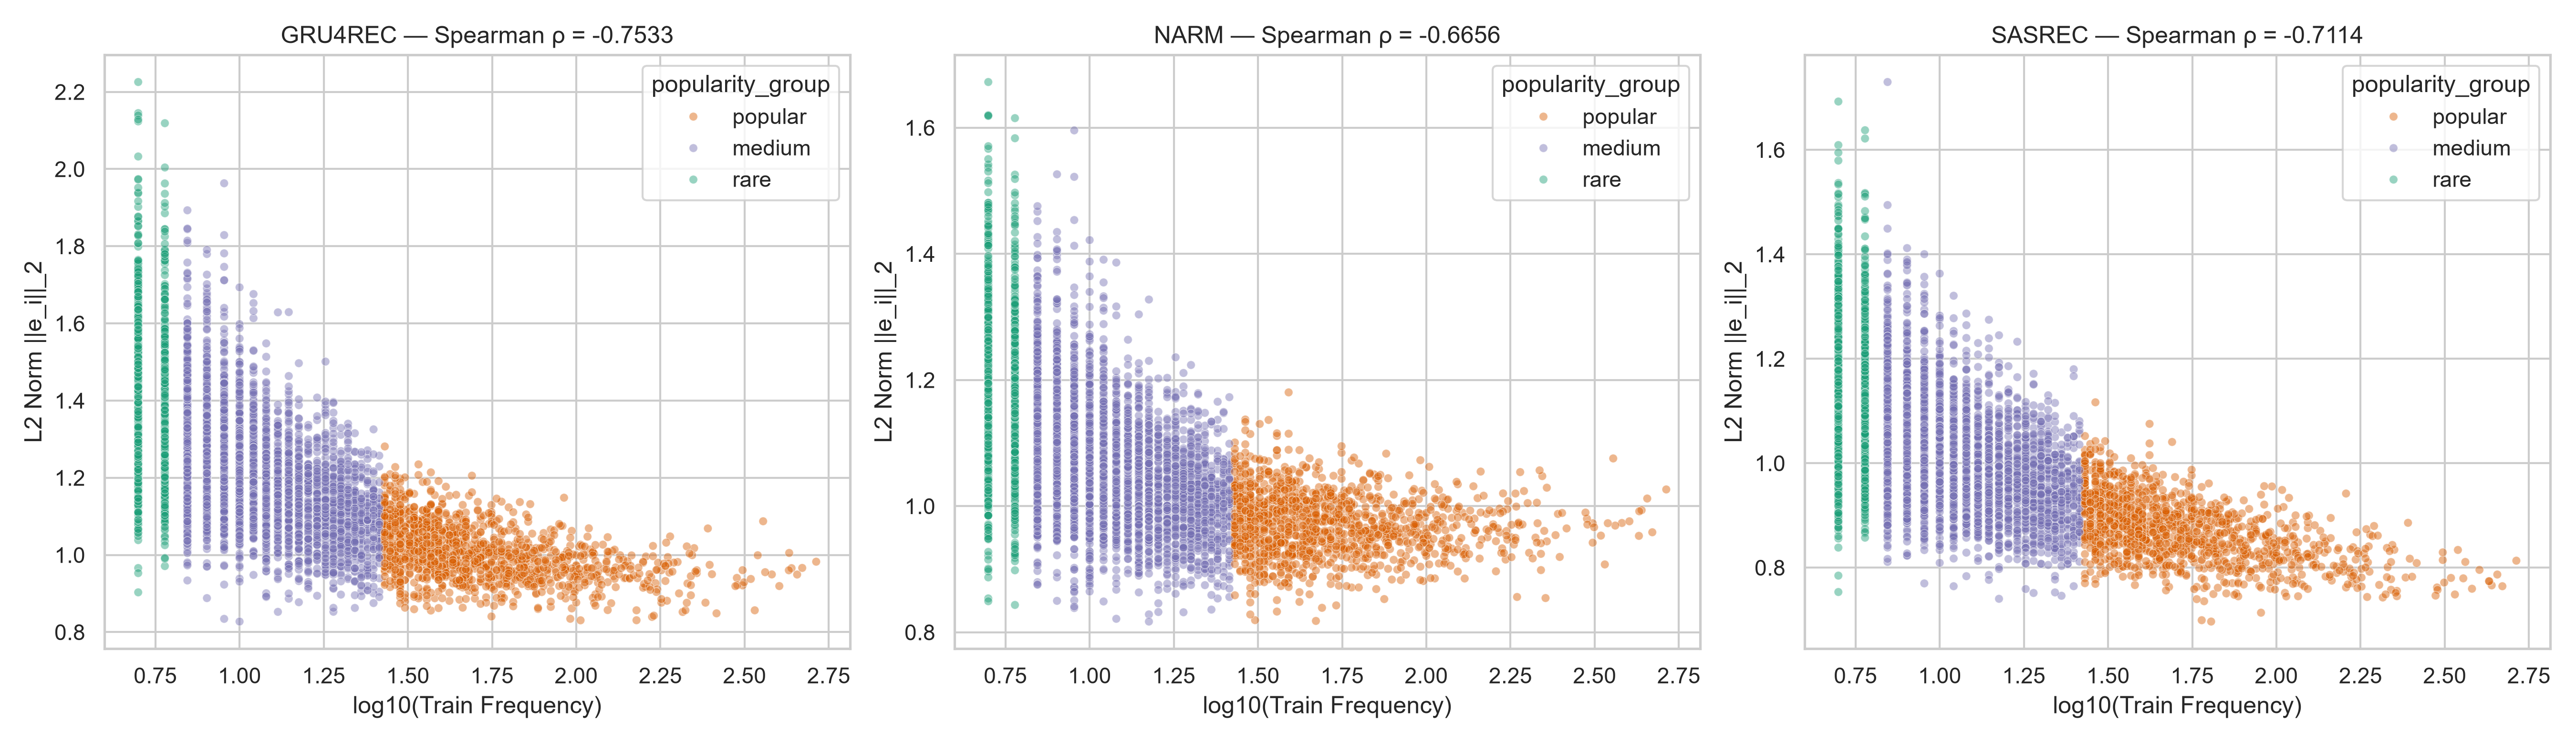 GRU4REC — Spearman ρ = -0.7533
L2 Norm ||e_i||_2
2.2
2.0
1.8
1.6
1.4
1.2
1.0
0.8
popularity_group
popular
medium
rare
0.75 1.00 1.25 1.50 1.75 2.00 2.25 2.50 2.75
log10(Train Frequency)
NARM — Spearman ρ = -0.6656
L2 Norm ||e_i||_2
1.6
1.4
1.2
1.0
0.8
popularity_group
popular
medium
rare
0.75 1.00 1.25 1.50 1.75 2.00 2.25 2.50 2.75
log10(Train Frequency)
SASREC — Spearman ρ = -0.7114
L2 Norm ||e_i||_2
1.6
1.4
1.2
1.0
0.8
popularity_group
popular
medium
rare
0.75 1.00 1.25 1.50 1.75 2.00 2.25 2.50 2.75
log10(Train Frequency)